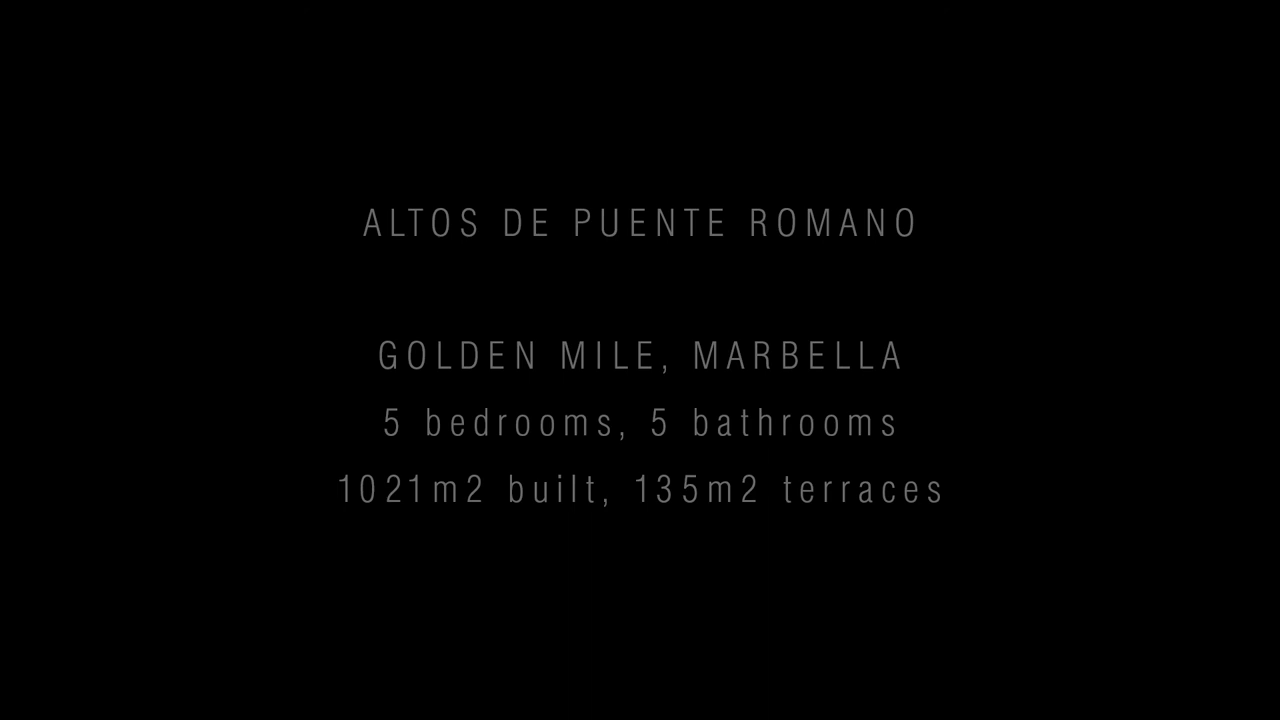 ALTOS DE PUENTE ROMANO
GOLDEN MILE, MARBELLA
5 bedrooms, 5 bathrooms
1021m2 built, 135m2 terraces